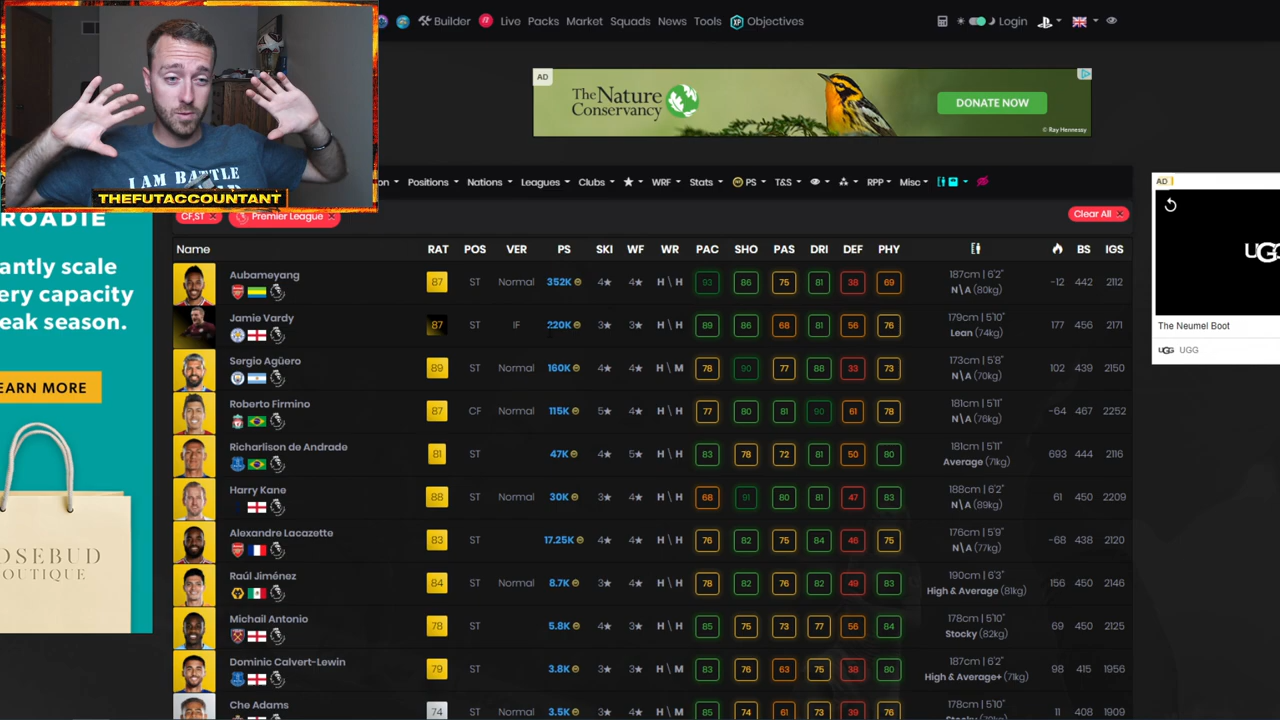 Builder Live Packs Market Squads News Tools Objectives Login
AD
The Nature Conservancy DONATE NOW
© Ray Hennessy
I AM BATTLE
THEFUTACCOUNTANT
Positions Nations Leagues Clubs WRF Stats PS T&S RPP Misc
CF,ST × Premier League × Clear All ×
Name RAT POS VER PS SKI WF WR PAC SHO PAS DRI DEF PHY BS IGS
Aubameyang 87 ST Normal 352K 4★ 4★ H \ H 93 86 75 81 38 69 187cm | 6'2" N\A (80kg) -12 442 2112
Jamie Vardy 87 ST IF 220K 3★ 3★ H \ H 89 86 68 81 56 76 179cm | 5'10" Lean (74kg) 177 456 2171
Sergio Agüero 89 ST Normal 160K 4★ 4★ H \ M 78 90 77 88 33 73 173cm | 5'8" N\A (70kg) 102 439 2150
Roberto Firmino 87 CF Normal 115K 5★ 4★ H \ H 77 80 81 90 61 78 181cm | 5'11" N\A (76kg) -64 467 2252
Richarlison de Andrade 81 ST Normal 47K 4★ 5★ H \ H 83 78 72 81 50 80 181cm | 5'11" Average (71kg) 693 444 2116
Harry Kane 88 ST Normal 30K 3★ 4★ H \ H 68 91 80 81 47 83 188cm | 6'2" N\A (89kg) 61 450 2209
Alexandre Lacazette 83 ST Normal 17.25K 4★ 4★ H \ H 76 82 75 84 46 75 176cm | 5'9" N\A (77kg) -68 438 2120
Raúl Jiménez 84 ST Normal 8.7K 3★ 4★ H \ H 78 82 76 82 49 83 190cm | 6'3" High & Average (81kg) 156 450 2146
Michail Antonio 78 ST Normal 5.8K 4★ 3★ H \ H 85 75 73 77 56 84 178cm | 5'10" Stocky (82kg) 69 450 2125
Dominic Calvert-Lewin 79 ST Normal 3.8K 3★ 3★ H \ M 83 76 63 75 38 80 187cm | 6'2" High & Average+ (71kg) 98 415 1956
Che Adams 74 ST Normal 3.5K 3★ 4★ H \ H 85 74 61 73 39 76 178cm | 5'10" 11 408 1909
ROADIE
antly scale
ery capacity
eak season.
EARN MORE
OSEBUD
OUTIQUE
AD
UGG
The Neumel Boot
UGG UGG